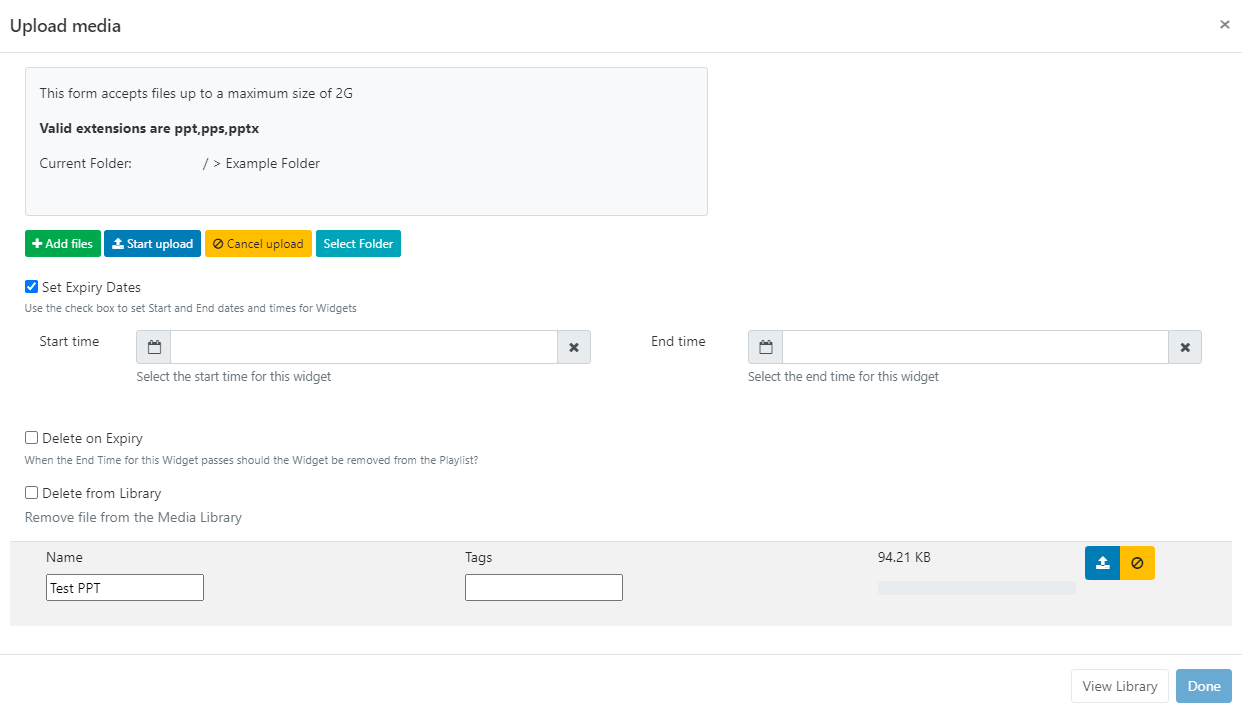 Upload media
×
This form accepts files up to a maximum size of 2G
Valid extensions are ppt,pps,pptx
Current Folder: / > Example Folder
Add files Start upload Cancel upload Select Folder
Set Expiry Dates
Use the check box to set Start and End dates and times for Widgets
Start time End time
Select the start time for this widget Select the end time for this widget
Delete on Expiry
When the End Time for this Widget passes should the Widget be removed from the Playlist?
Delete from Library
Remove file from the Media Library
Name Tags 94.21 KB
Test PPT
View Library Done